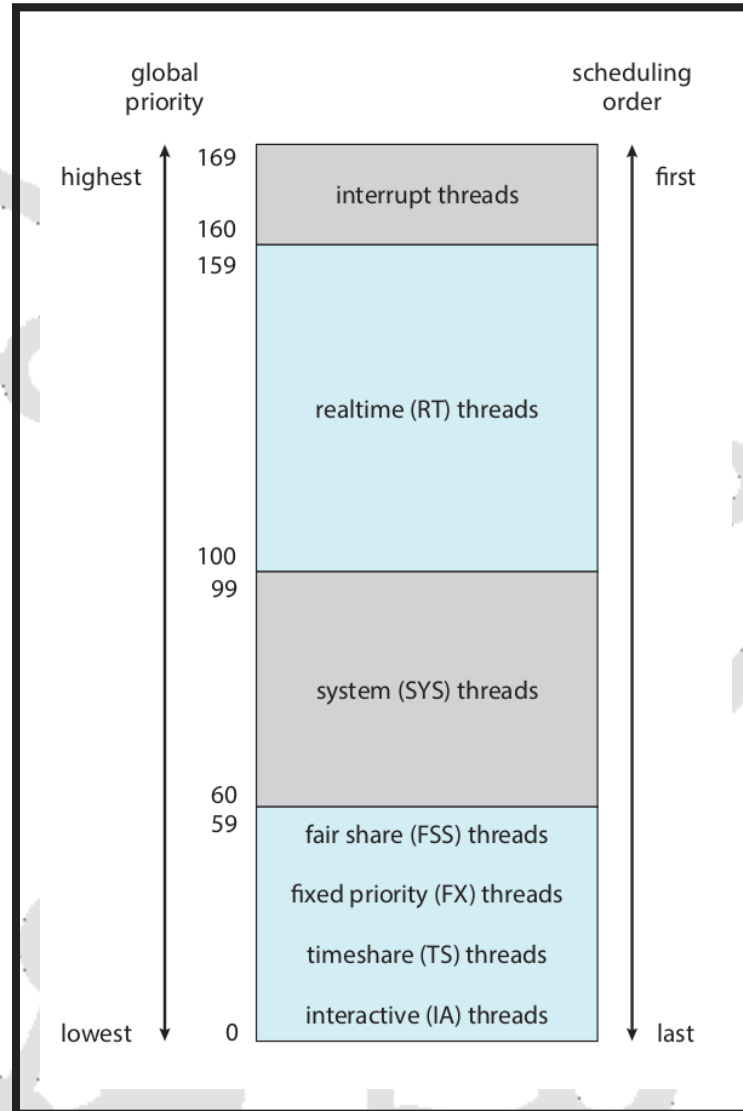 global
priority
scheduling
order
169
highest
first
interrupt threads
160
159
realtime (RT) threads
100
99
system (SYS) threads
60
59
fair share (FSS) threads
fixed priority (FX) threads
timeshare (TS) threads
interactive (IA) threads
lowest
0
last